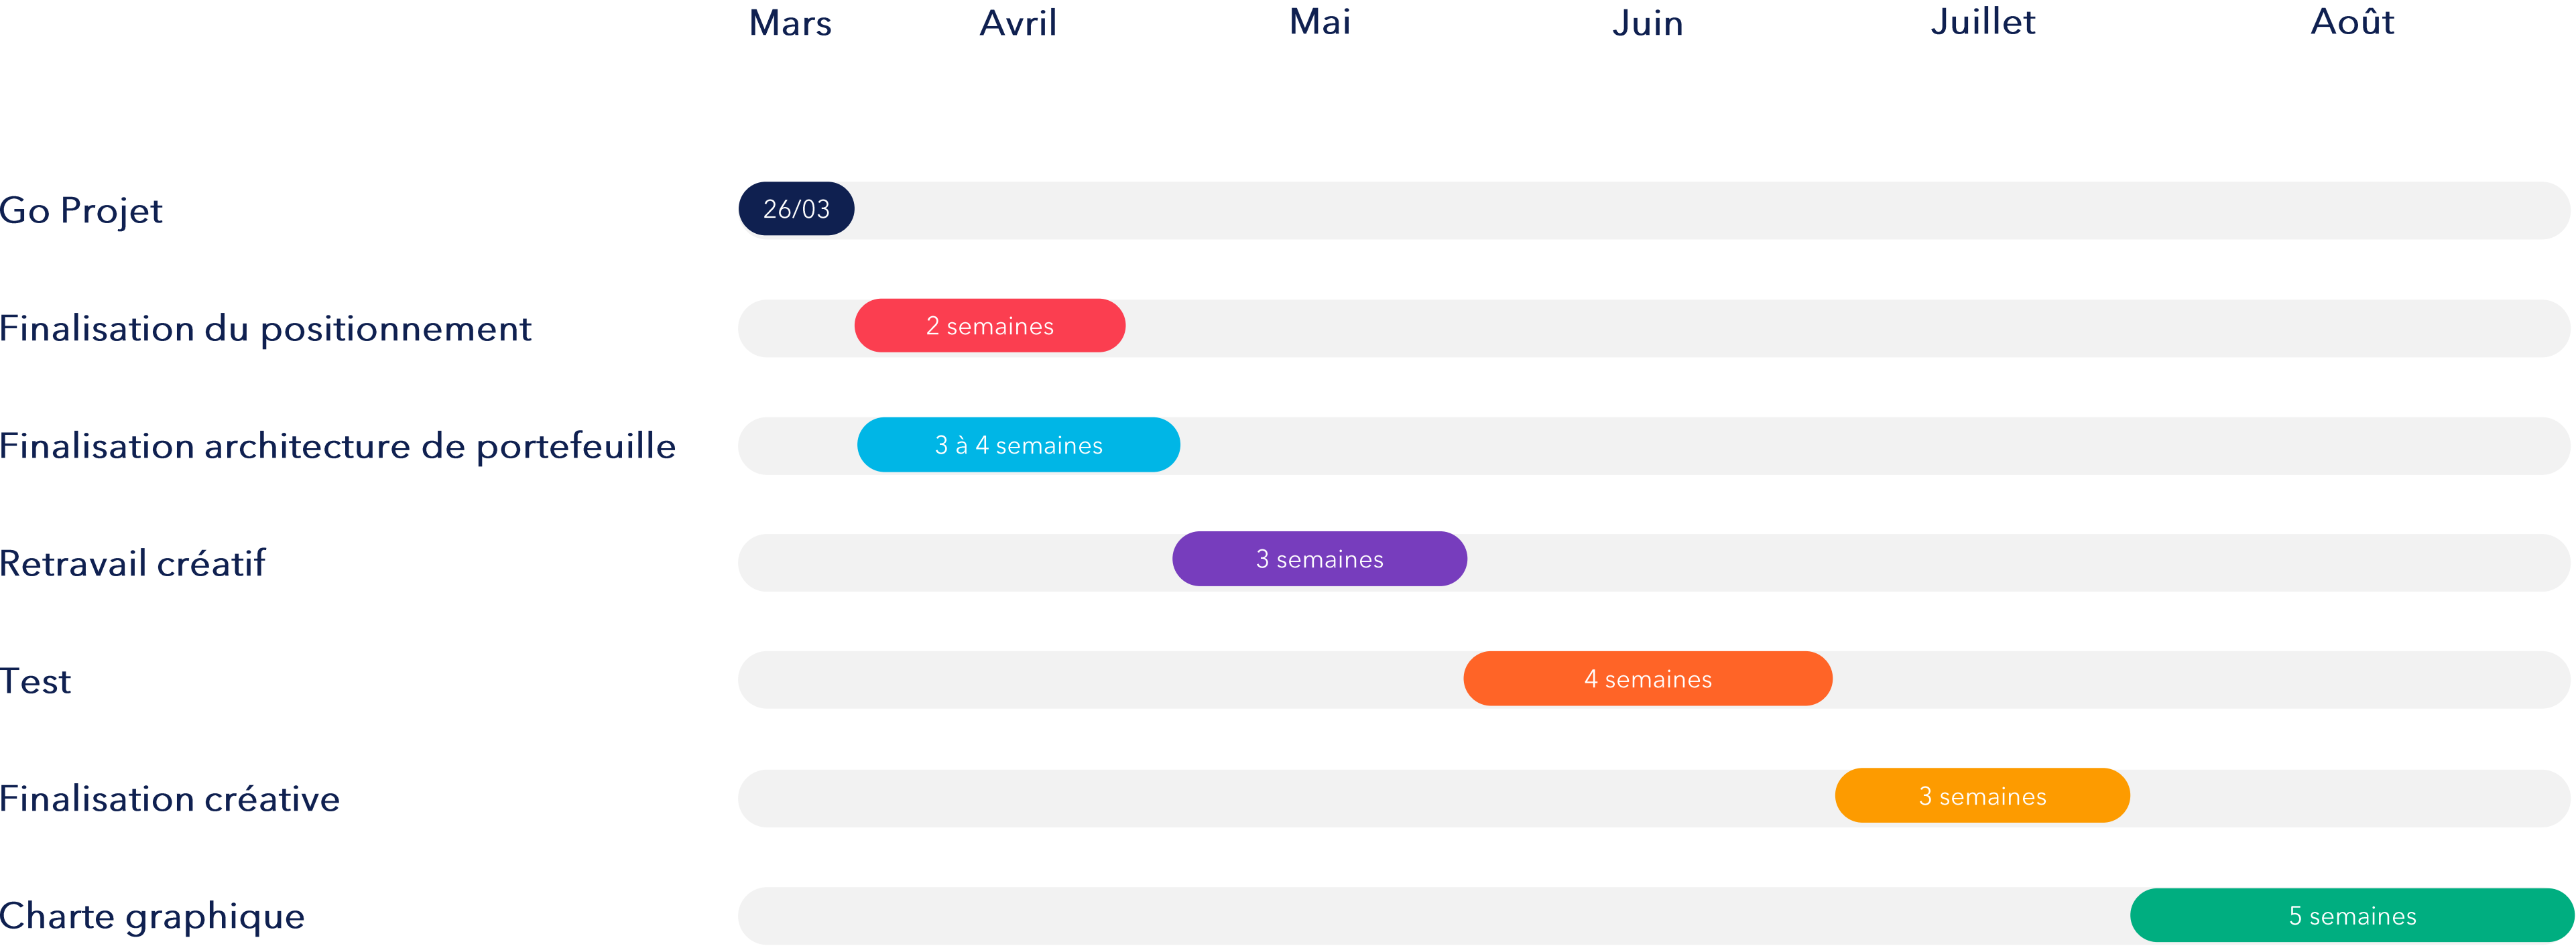 Mars Avril Mai Juin Juillet Août
Go Projet 26/03
Finalisation du positionnement 2 semaines
Finalisation architecture de portefeuille 3 à 4 semaines
Retravail créatif 3 semaines
Test 4 semaines
Finalisation créative 3 semaines
Charte graphique 5 semaines